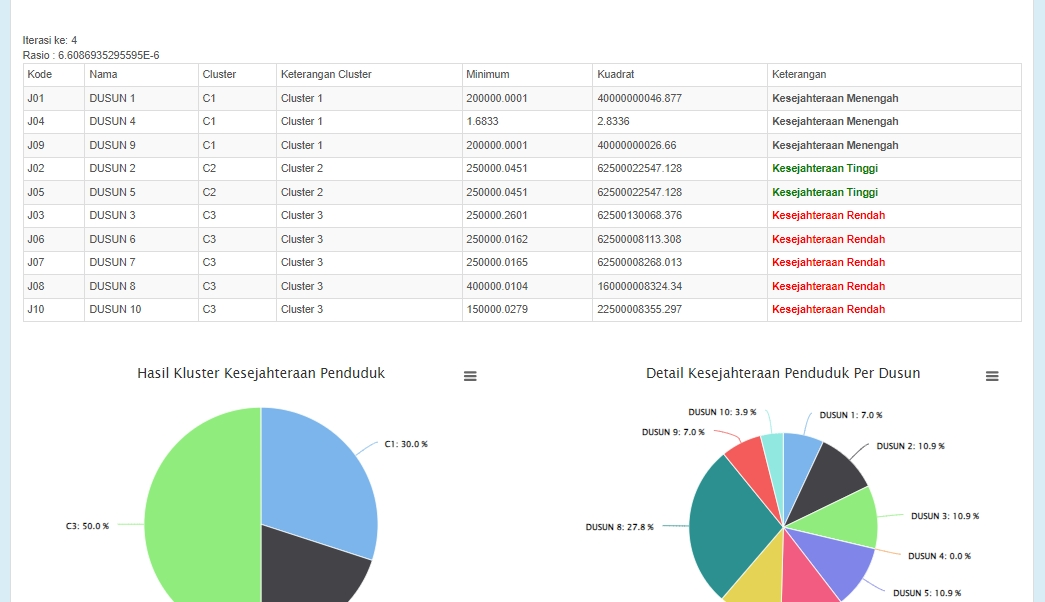 Iterasi ke: 4
Rasio : 6.6086935295595E-6
Kode Nama Cluster Keterangan Cluster Minimum Kuadrat Keterangan
J01 DUSUN 1 C1 Cluster 1 200000.0001 40000000046.877 Kesejahteraan Menengah
J04 DUSUN 4 C1 Cluster 1 1.6833 2.8336 Kesejahteraan Menengah
J09 DUSUN 9 C1 Cluster 1 200000.0001 40000000026.66 Kesejahteraan Menengah
J02 DUSUN 2 C2 Cluster 2 250000.0451 62500022547.128 Kesejahteraan Tinggi
J05 DUSUN 5 C2 Cluster 2 250000.0451 62500022547.128 Kesejahteraan Tinggi
J03 DUSUN 3 C3 Cluster 3 250000.2601 62500130068.376 Kesejahteraan Rendah
J06 DUSUN 6 C3 Cluster 3 250000.0162 62500008113.308 Kesejahteraan Rendah
J07 DUSUN 7 C3 Cluster 3 250000.0165 62500008268.013 Kesejahteraan Rendah
J08 DUSUN 8 C3 Cluster 3 400000.0104 160000008324.34 Kesejahteraan Rendah
J10 DUSUN 10 C3 Cluster 3 150000.0279 22500008355.297 Kesejahteraan Rendah
Hasil Kluster Kesejahteraan Penduduk
C1: 30.0 %
C3: 50.0 %
Detail Kesejahteraan Penduduk Per Dusun
DUSUN 10: 3.9 %
DUSUN 1: 7.0 %
DUSUN 9: 7.0 %
DUSUN 2: 10.9 %
DUSUN 3: 10.9 %
DUSUN 8: 27.8 %
DUSUN 4: 0.0 %
DUSUN 5: 10.9 %